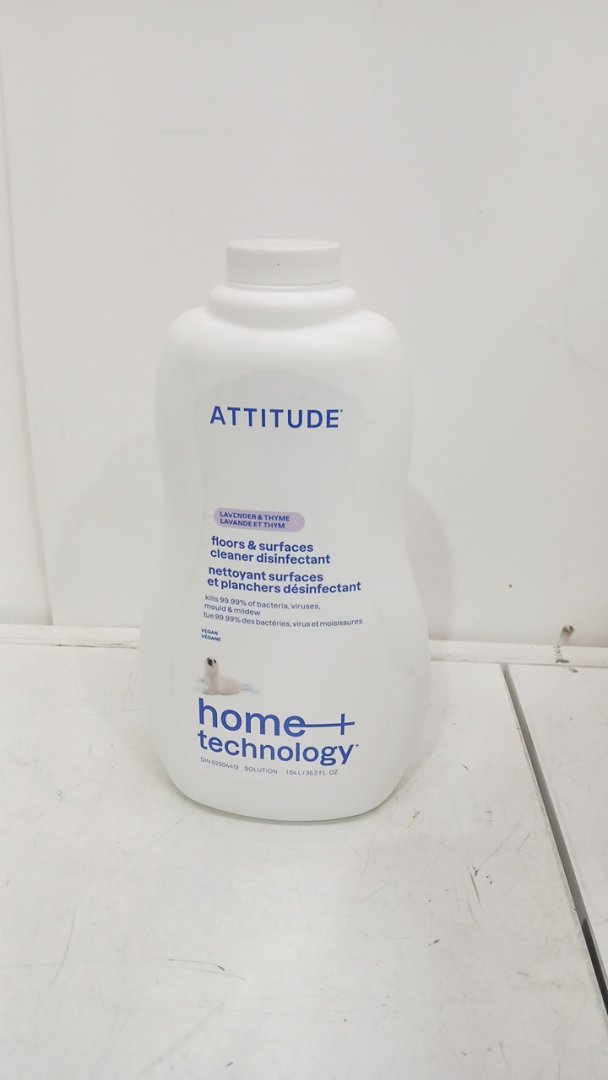 ATTITUDE®
LAVENDER & THYME
LAVANDE ET THYM
floors & surfaces
cleaner disinfectant
nettoyant surfaces
et planchers désinfectant
kills 99.99% of bacteria, viruses,
mould & mildew
tue 99.99% des bactéries, virus et moisissures
VEGAN
VÉGANE
home+
technology®
DIN 02504413 SOLUTION 1.04 L / 35.2 FL. OZ